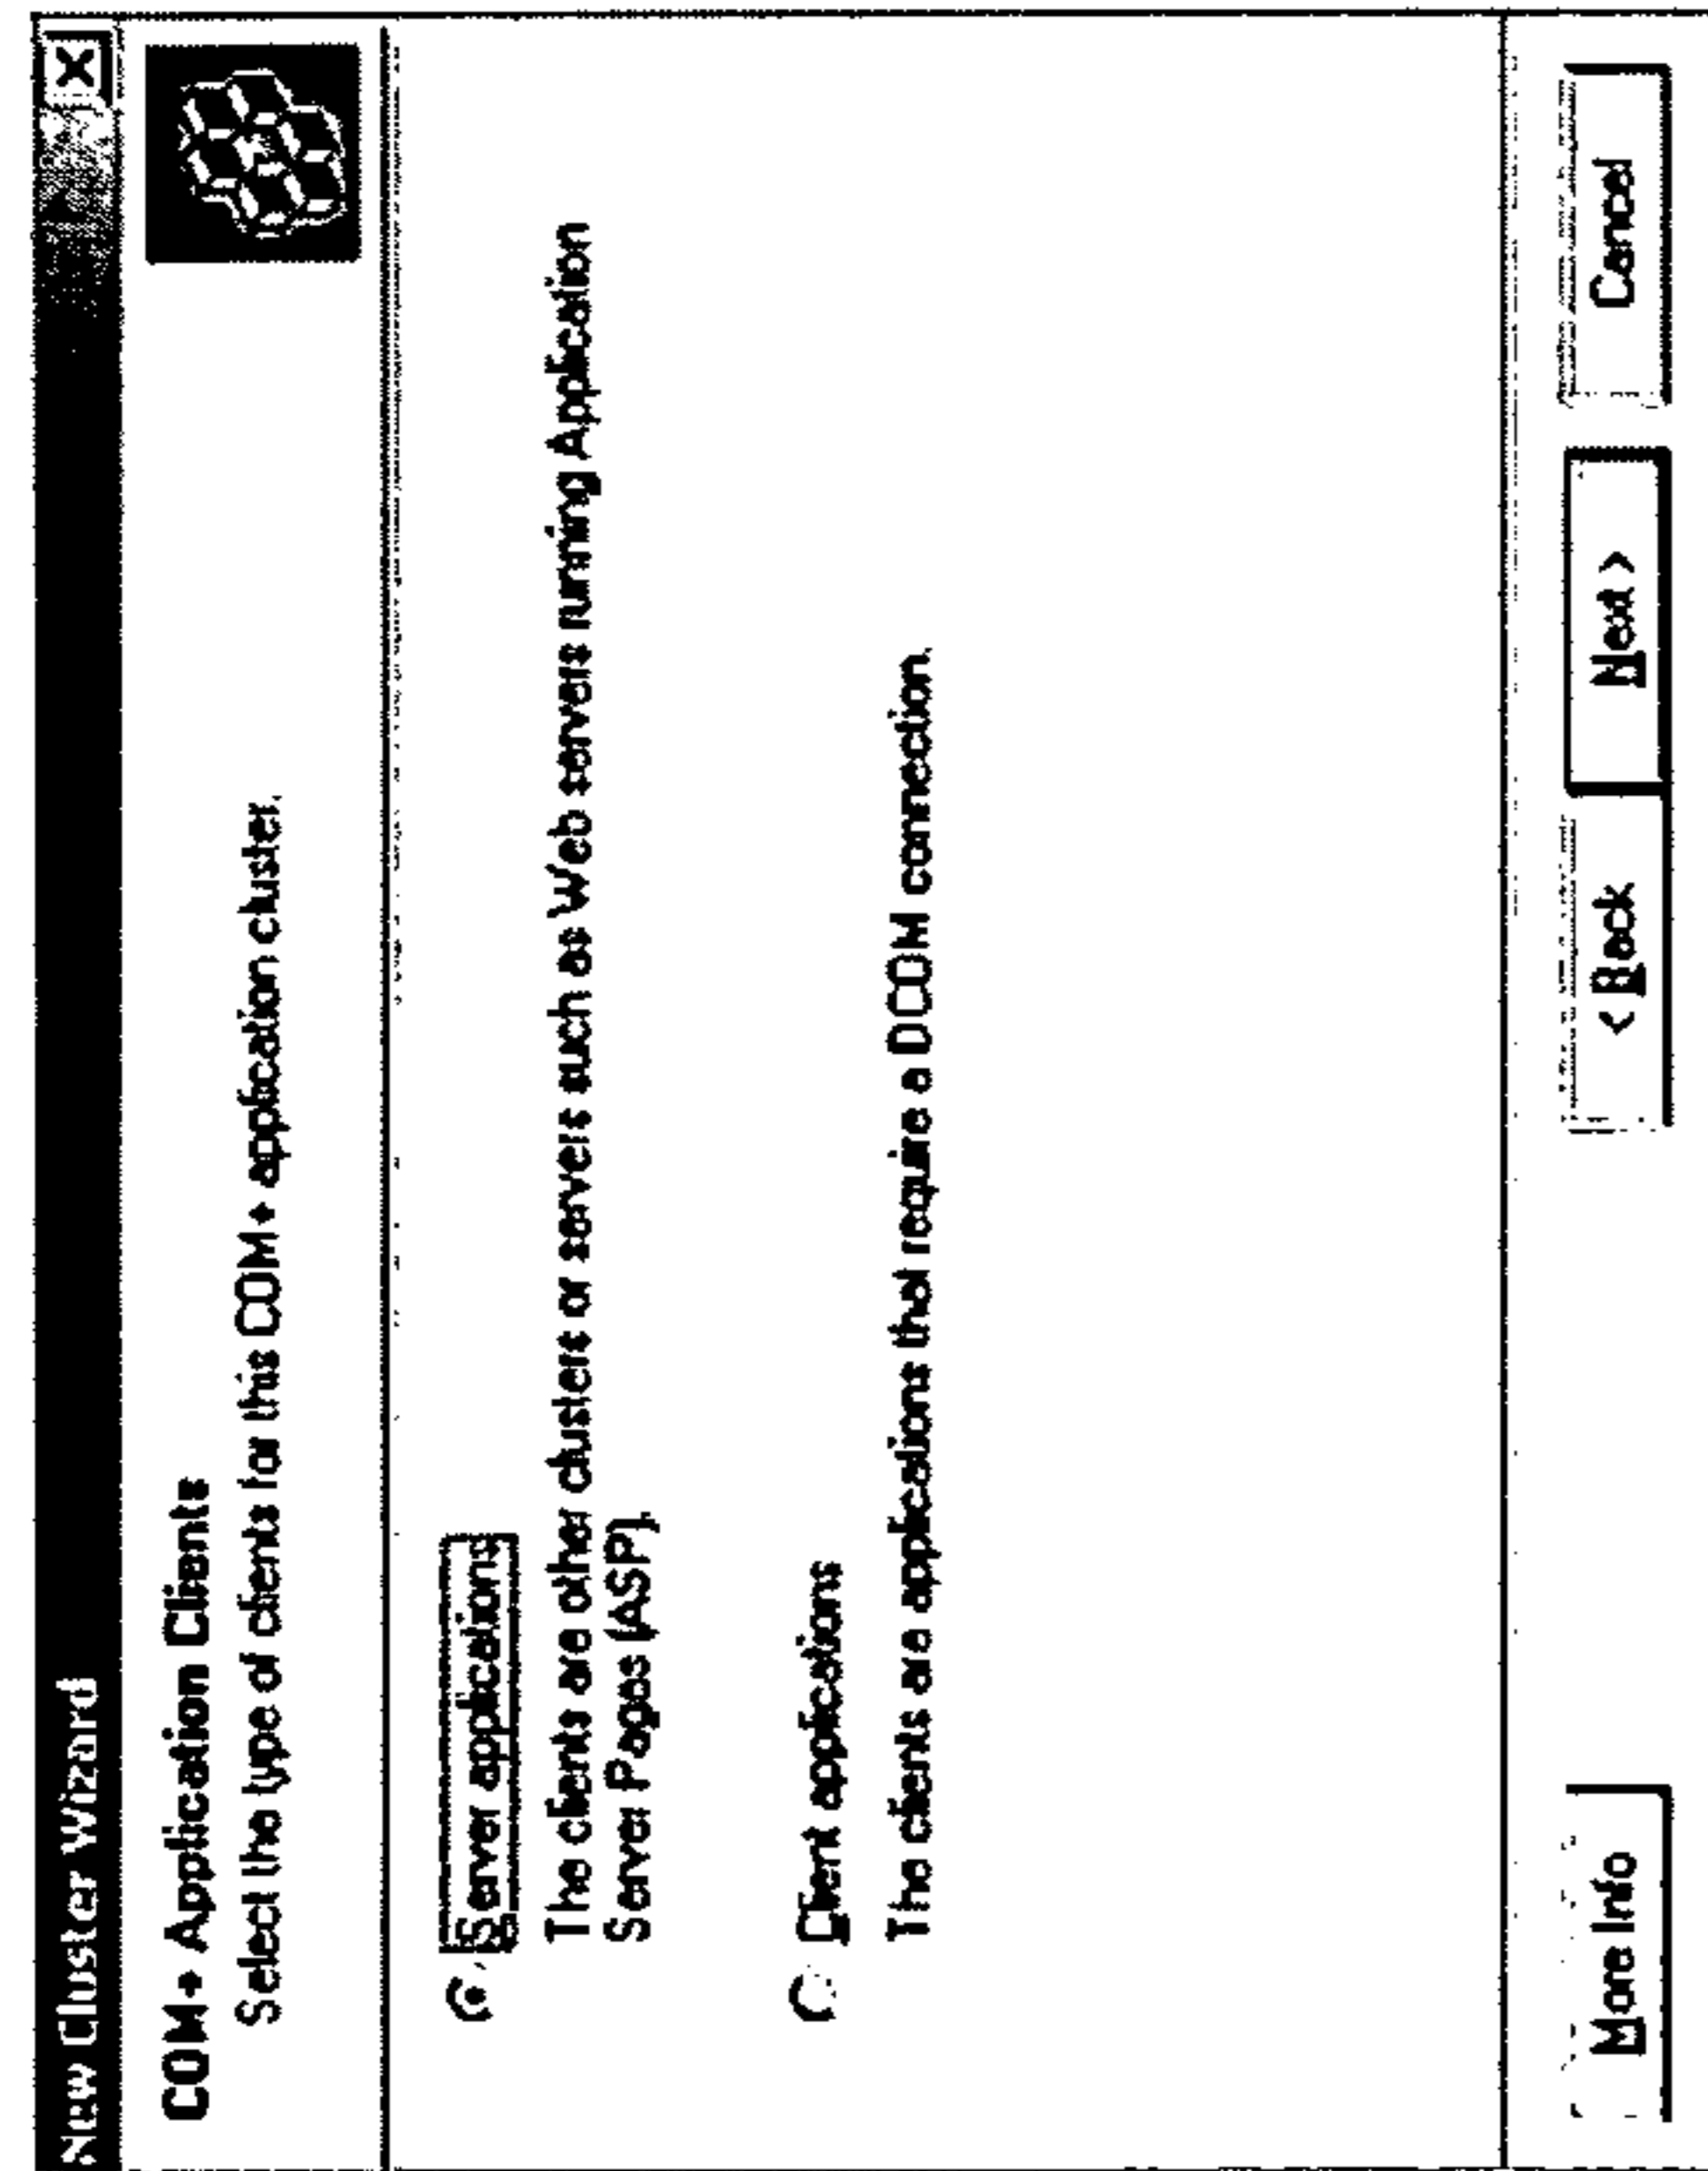 New Cluster Wizard
COM+ Application Clients
Select the type of clients for this COM+ application cluster.
Server applications
The clients are other clusters or servers such as Web servers running Application
Server Pages (ASP).
Client applications
The clients are applications that require a DCOM connection.
More Info
< Back
Next >
Cancel